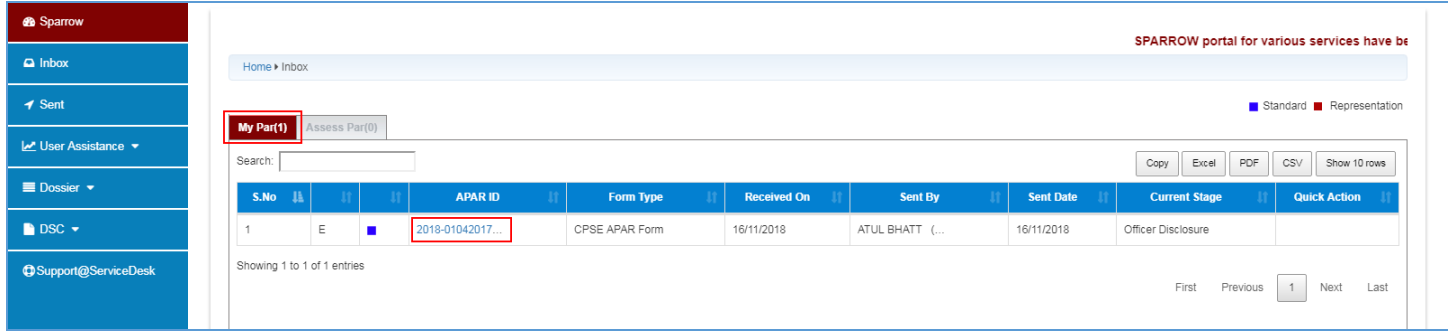 Sparrow
Inbox
Sent
User Assistance
Dossier
DSC
Support@ServiceDesk
SPARROW portal for various services have be
Home Inbox
Standard Representation
My Par(1) Assess Par(0)
Search: Copy Excel PDF CSV Show 10 rows
S.No APAR ID Form Type Received On Sent By Sent Date Current Stage Quick Action
1 E 2018-01042017... CPSE APAR Form 16/11/2018 ATUL BHATT (... 16/11/2018 Officer Disclosure
Showing 1 to 1 of 1 entries
First Previous 1 Next Last